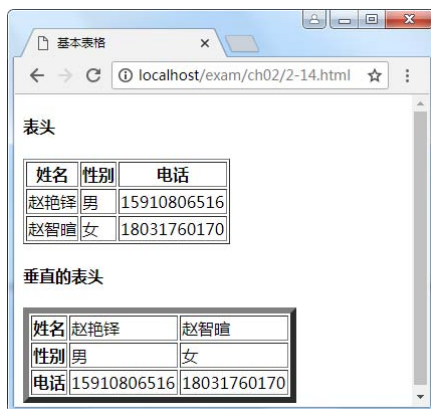 基本表格
localhost/exam/ch02/2-14.html
表头
姓名 性别 电话
赵艳铎 男 15910806516
赵智暄 女 18031760170
垂直的表头
姓名 赵艳铎 赵智暄
性别 男 女
电话 15910806516 18031760170